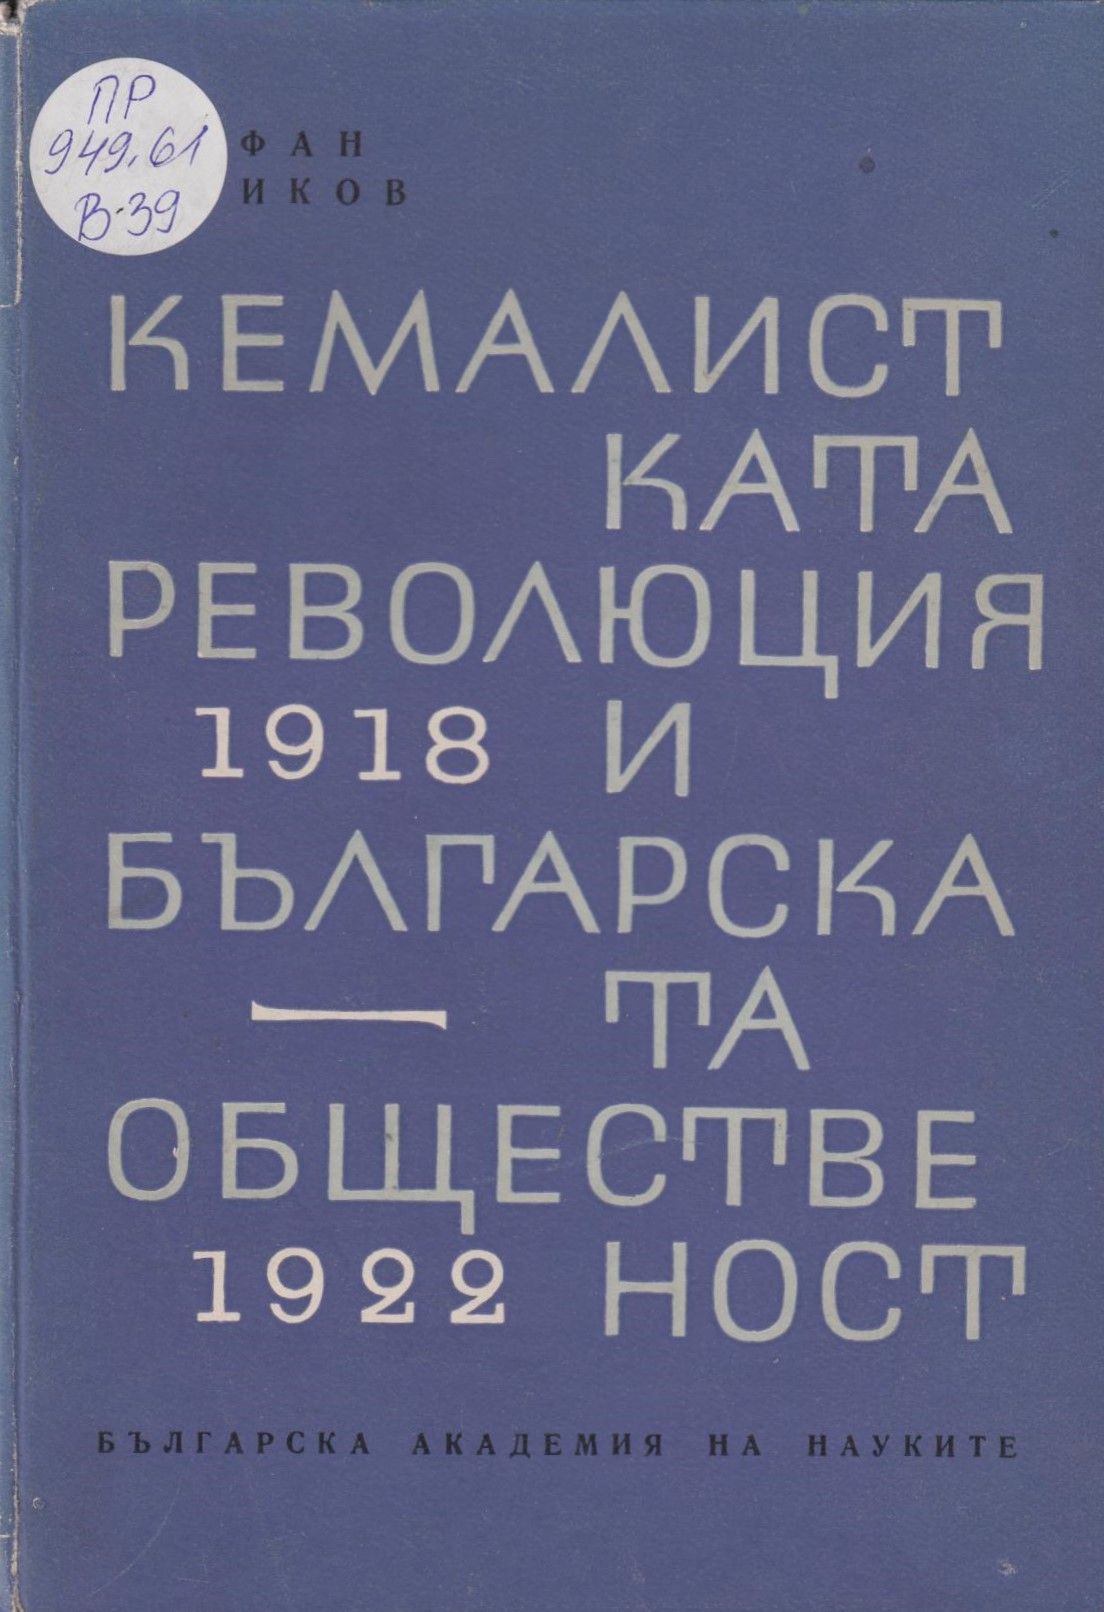 ПР
949.61
В-39
ФАН
ИКОВ
КЕМАЛИСТ
КАТА
РЕВОЛЮЦИЯ
1918 И
БЪЛГАРСКА
— ТА
ОБЩЕСТВЕ
1922 НОСТ
БЪЛГАРСКА АКАДЕМИЯ НА НАУКИТЕ